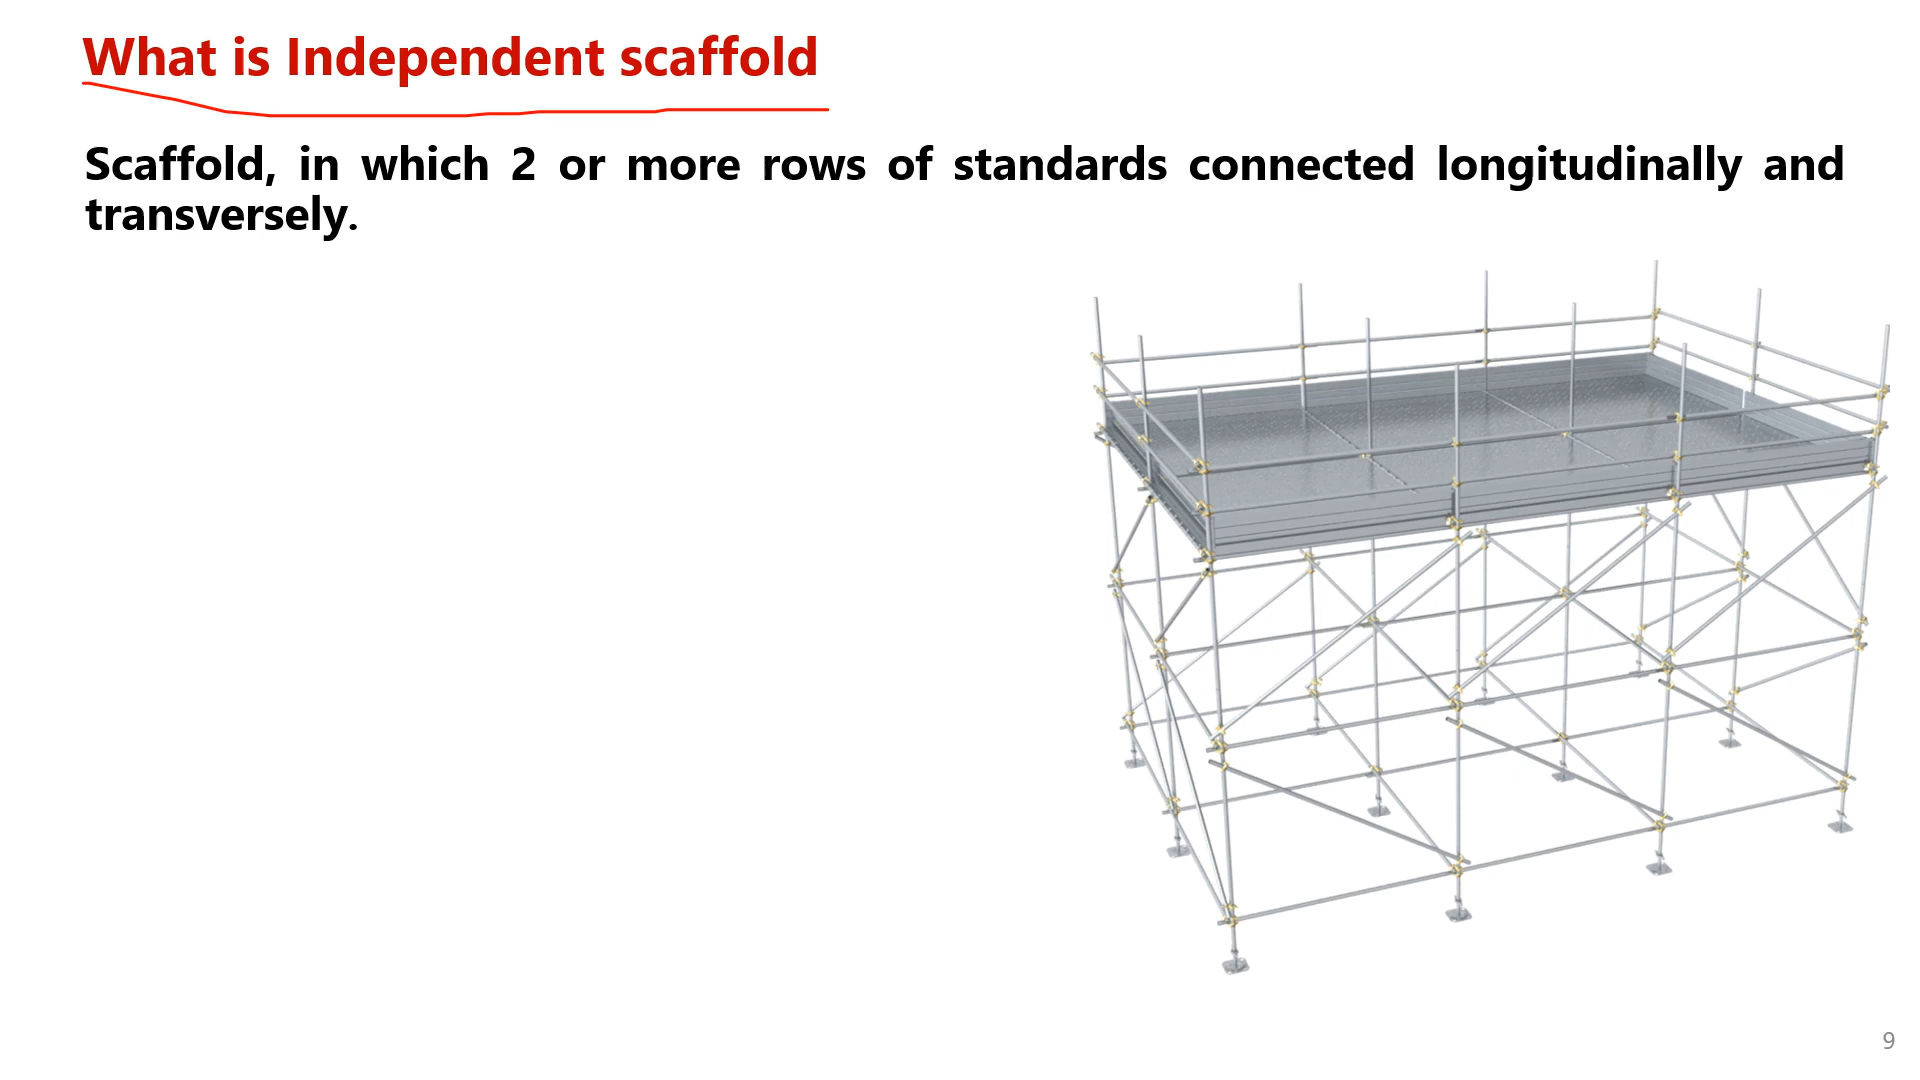 What is Independent scaffold
Scaffold, in which 2 or more rows of standards connected longitudinally and
transversely.
9